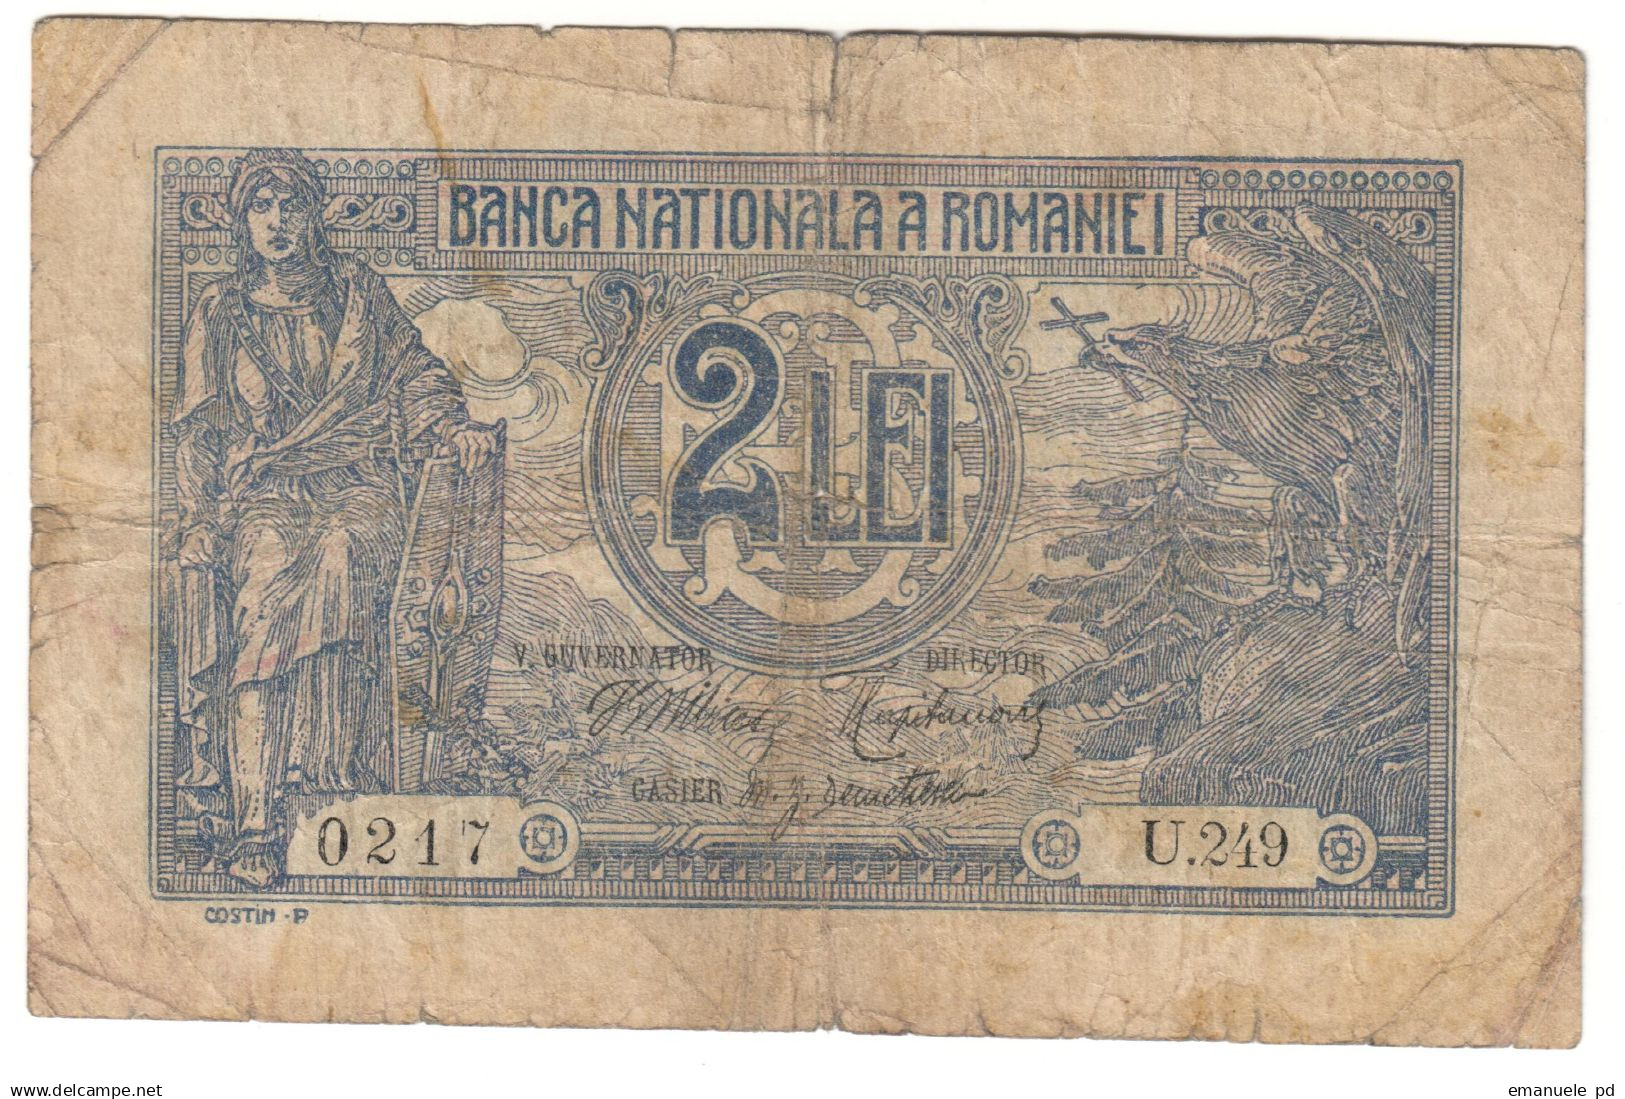 BANCA NATIONALA A ROMANIEI
2 LEI
V. GUVERNATOR
DIRECTOR
CASIER
0217
U.249
COSTIN-P
www.delcampe.net
emanuele pd